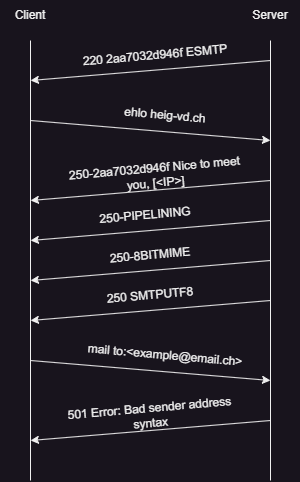 Client
Server
220 2aa7032d946f ESMTP
ehlo heig-vd.ch
250-2aa7032d946f Nice to meet
you, [<IP>]
250-PIPELINING
250-8BITMIME
250 SMTPUTF8
mail to:<example@email.ch>
501 Error: Bad sender address
syntax